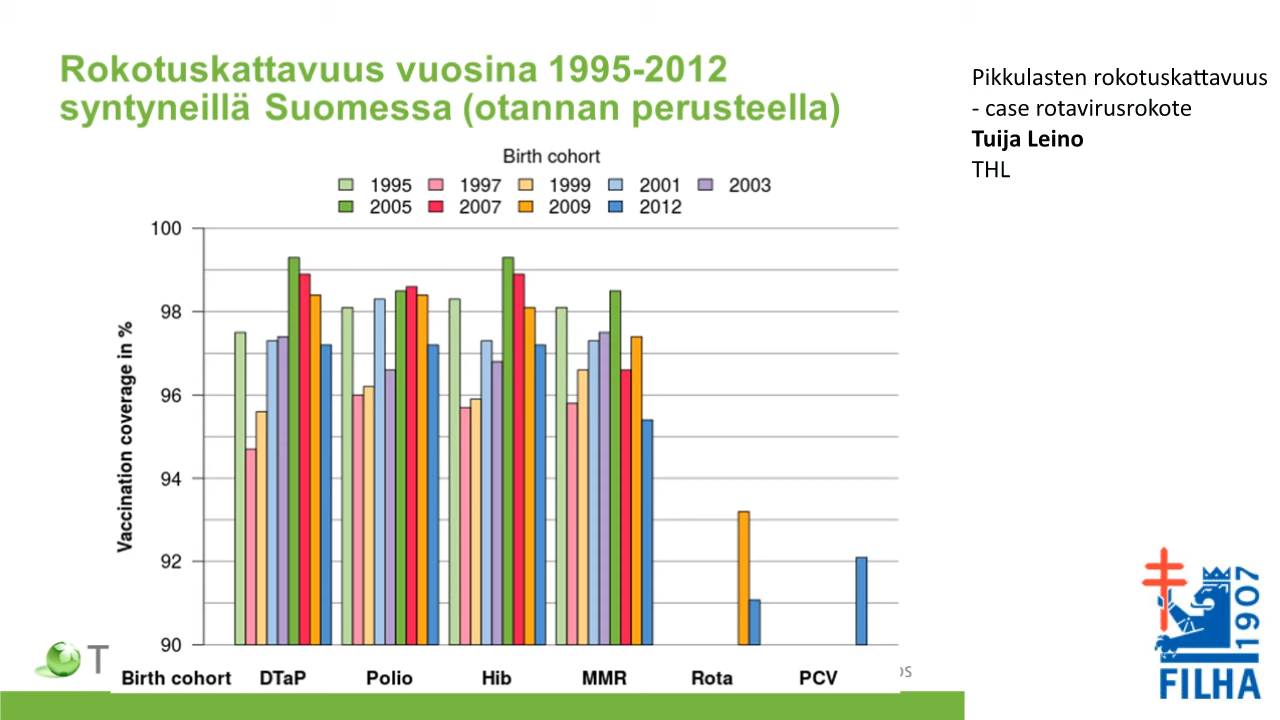 Rokotuskattavuus vuosina 1995-2012
syntyneillä Suomessa (otannan perusteella)
Pikkulasten rokotuskattavuus
- case rotavirusrokote
Tuija Leino
THL
Birth cohort
1995 1997 1999 2001 2003
2005 2007 2009 2012
Vaccination coverage in %
100
98
96
94
92
90
Birth cohort DTaP Polio Hib MMR Rota PCV
T
OS
1907
FILHA